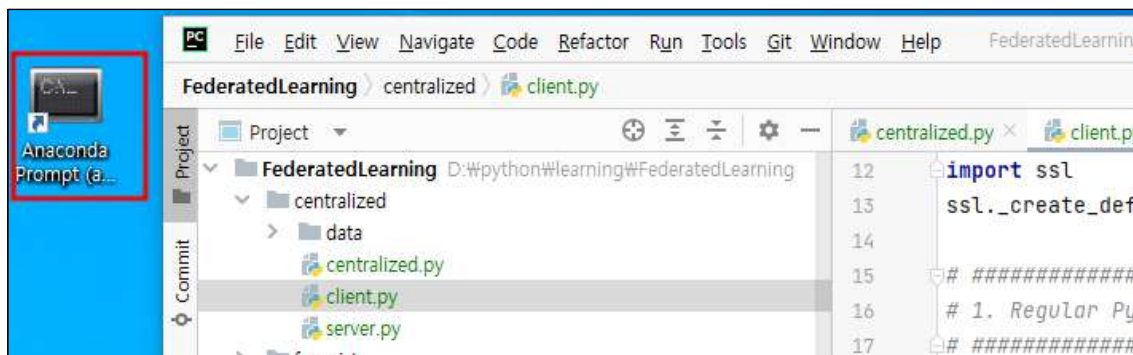 PC File Edit View Navigate Code Refactor Run Tools Git Window Help FederatedLearnin
FederatedLearning centralized client.py
C:\_
Anaconda
Prompt (a...
Project
Commit
Project
FederatedLearning D:₩python₩learning₩FederatedLearning
centralized
data
centralized.py
client.py
server.py
centralized.py client.p
12 import ssl
13 ssl._create_def
14
15 # ##############
16 # 1. Regular Py
17 # ##############